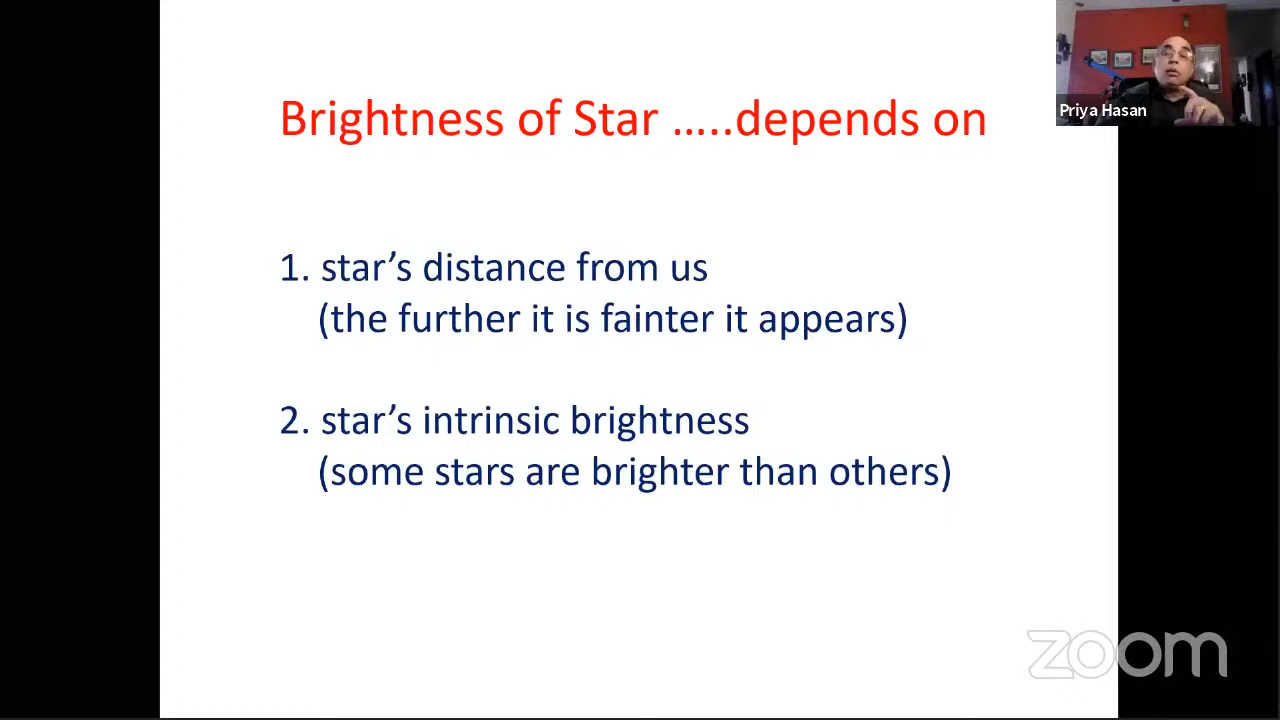 Brightness of Star …..depends on
Priya Hasan
1. star’s distance from us
(the further it is fainter it appears)
2. star’s intrinsic brightness
(some stars are brighter than others)
zoom